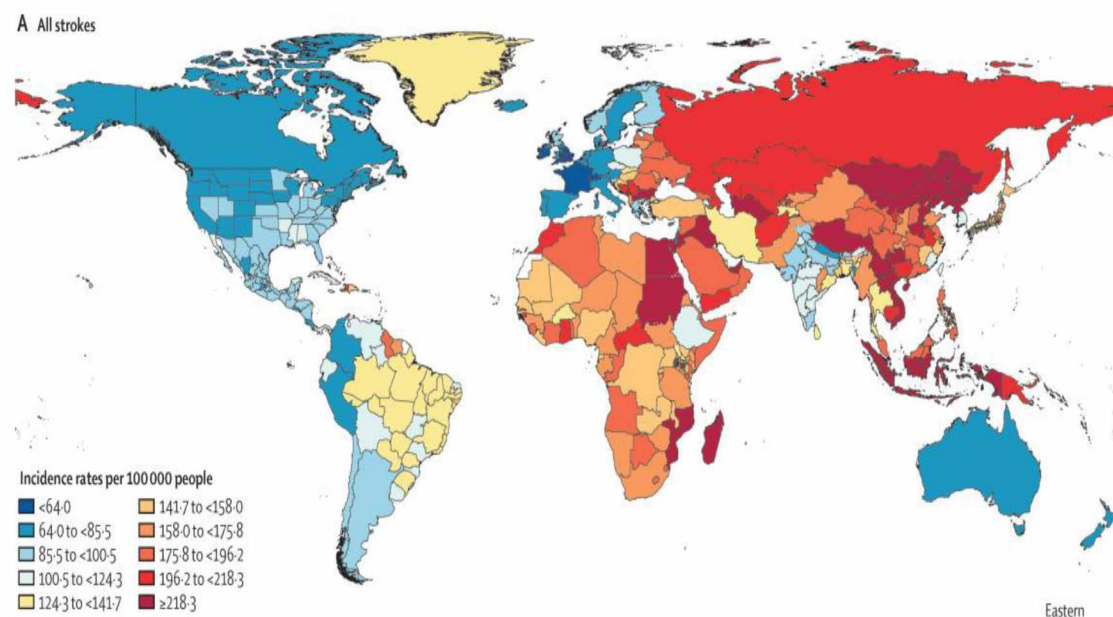 A All strokes
Incidence rates per 100 000 people
<64·0
64·0 to <85·5
85·5 to <100·5
100·5 to <124·3
124·3 to <141·7
141·7 to <158·0
158·0 to <175·8
175·8 to <196·2
196·2 to <218·3
≥218·3
Eastern